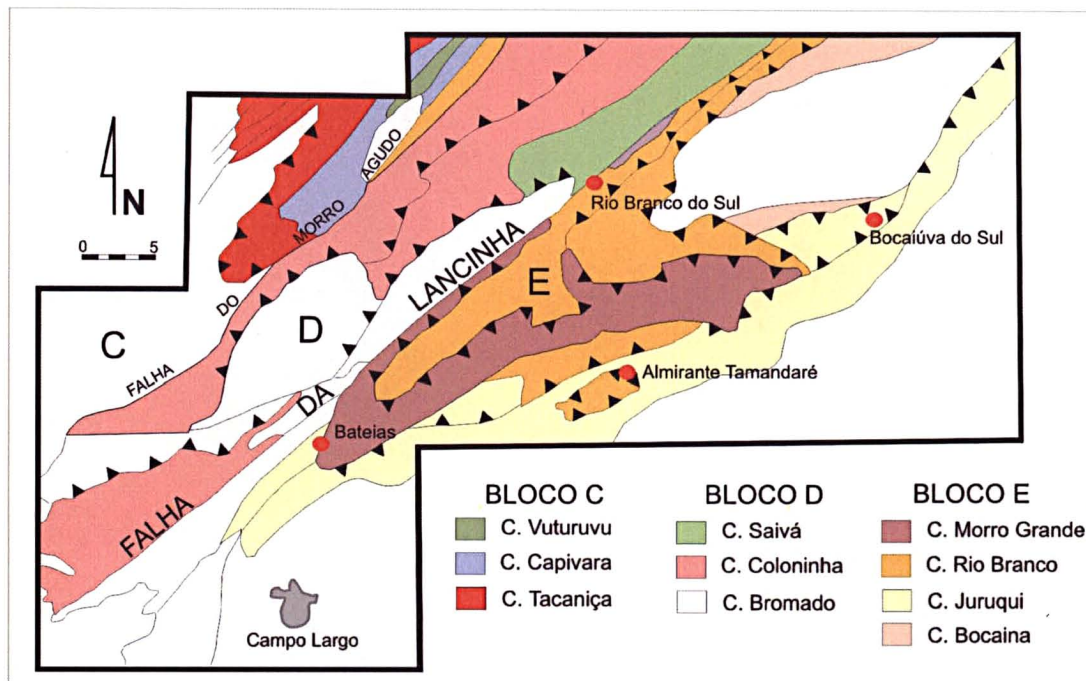 N
0 5
C
FALHA
DO
MORRO
AGUDO
D
FALHA
DA
LANCINHA
E
Rio Branco do Sul
Bocaiúva do Sul
Almirante Tamandaré
Bateias
Campo Largo
BLOCO C
C. Vuturuvu
C. Capivara
C. Tacaniça
BLOCO D
C. Saivá
C. Coloninha
C. Bromado
BLOCO E
C. Morro Grande
C. Rio Branco
C. Juruqui
C. Bocaina